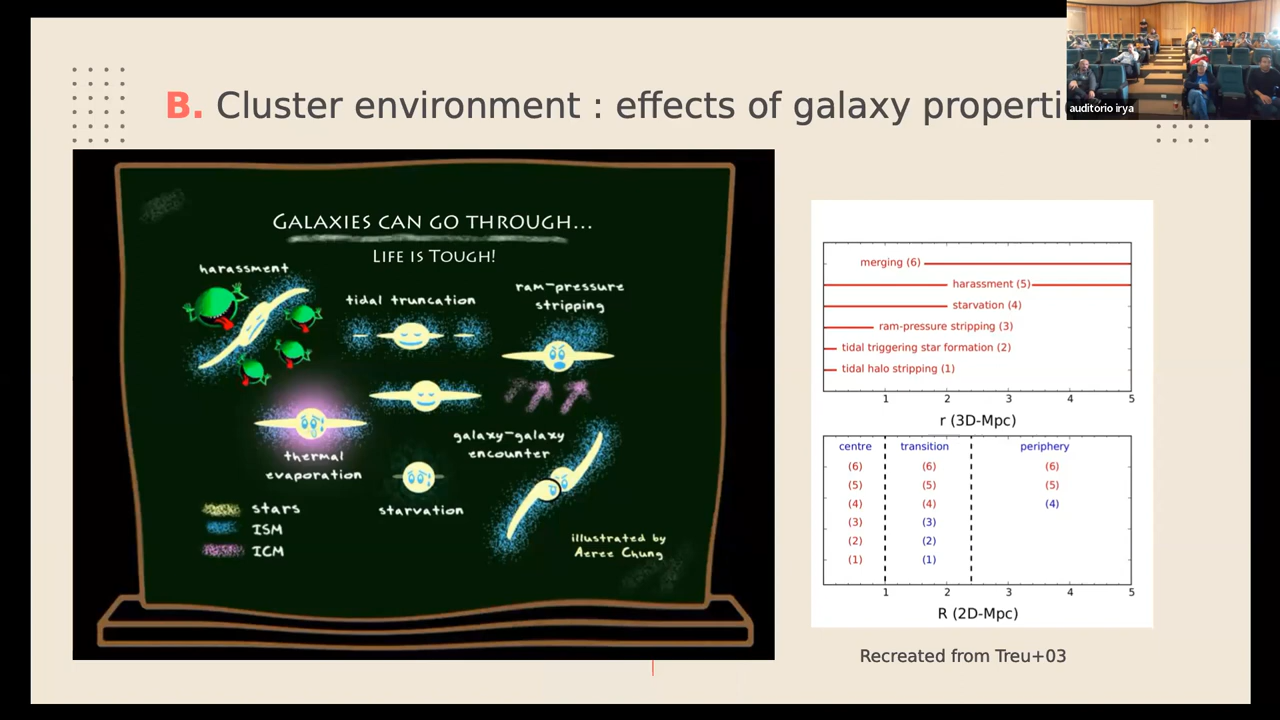 B. Cluster environment : effects of galaxy properti
auditorio irya
GALAXIES CAN GO THROUGH...
LIFE IS TOUGH!
harassment
tidal truncation
ram-pressure
stripping
thermal
evaporation
galaxy-galaxy
encounter
starvation
stars
ISM
ICM
illustrated by
Aeree Chung
merging (6)
harassment (5)
starvation (4)
ram-pressure stripping (3)
tidal triggering star formation (2)
tidal halo stripping (1)
1 2 3 4 5
r (3D-Mpc)
centre transition periphery
(6) (6) (6)
(5) (5) (5)
(4) (4) (4)
(3) (3)
(2) (2)
(1) (1)
1 2 3 4 5
R (2D-Mpc)
Recreated from Treu+03